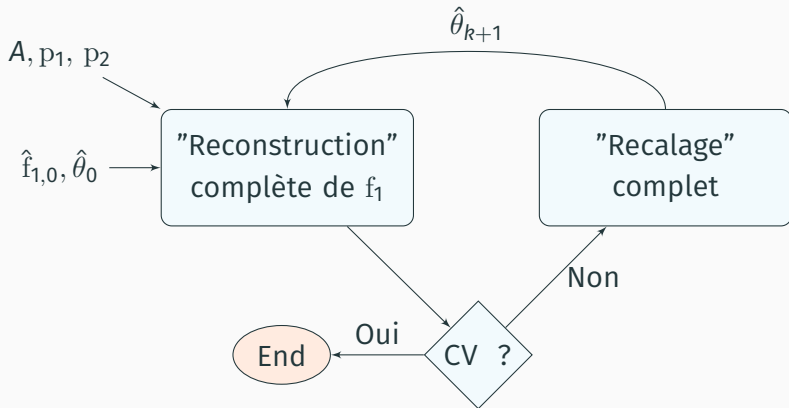 θ̂ₖ₊₁
A, p₁, p₂
f̂₁,₀, θ̂₀
"Reconstruction"
complète de f₁
"Recalage"
complet
Non
Oui
End
CV ?